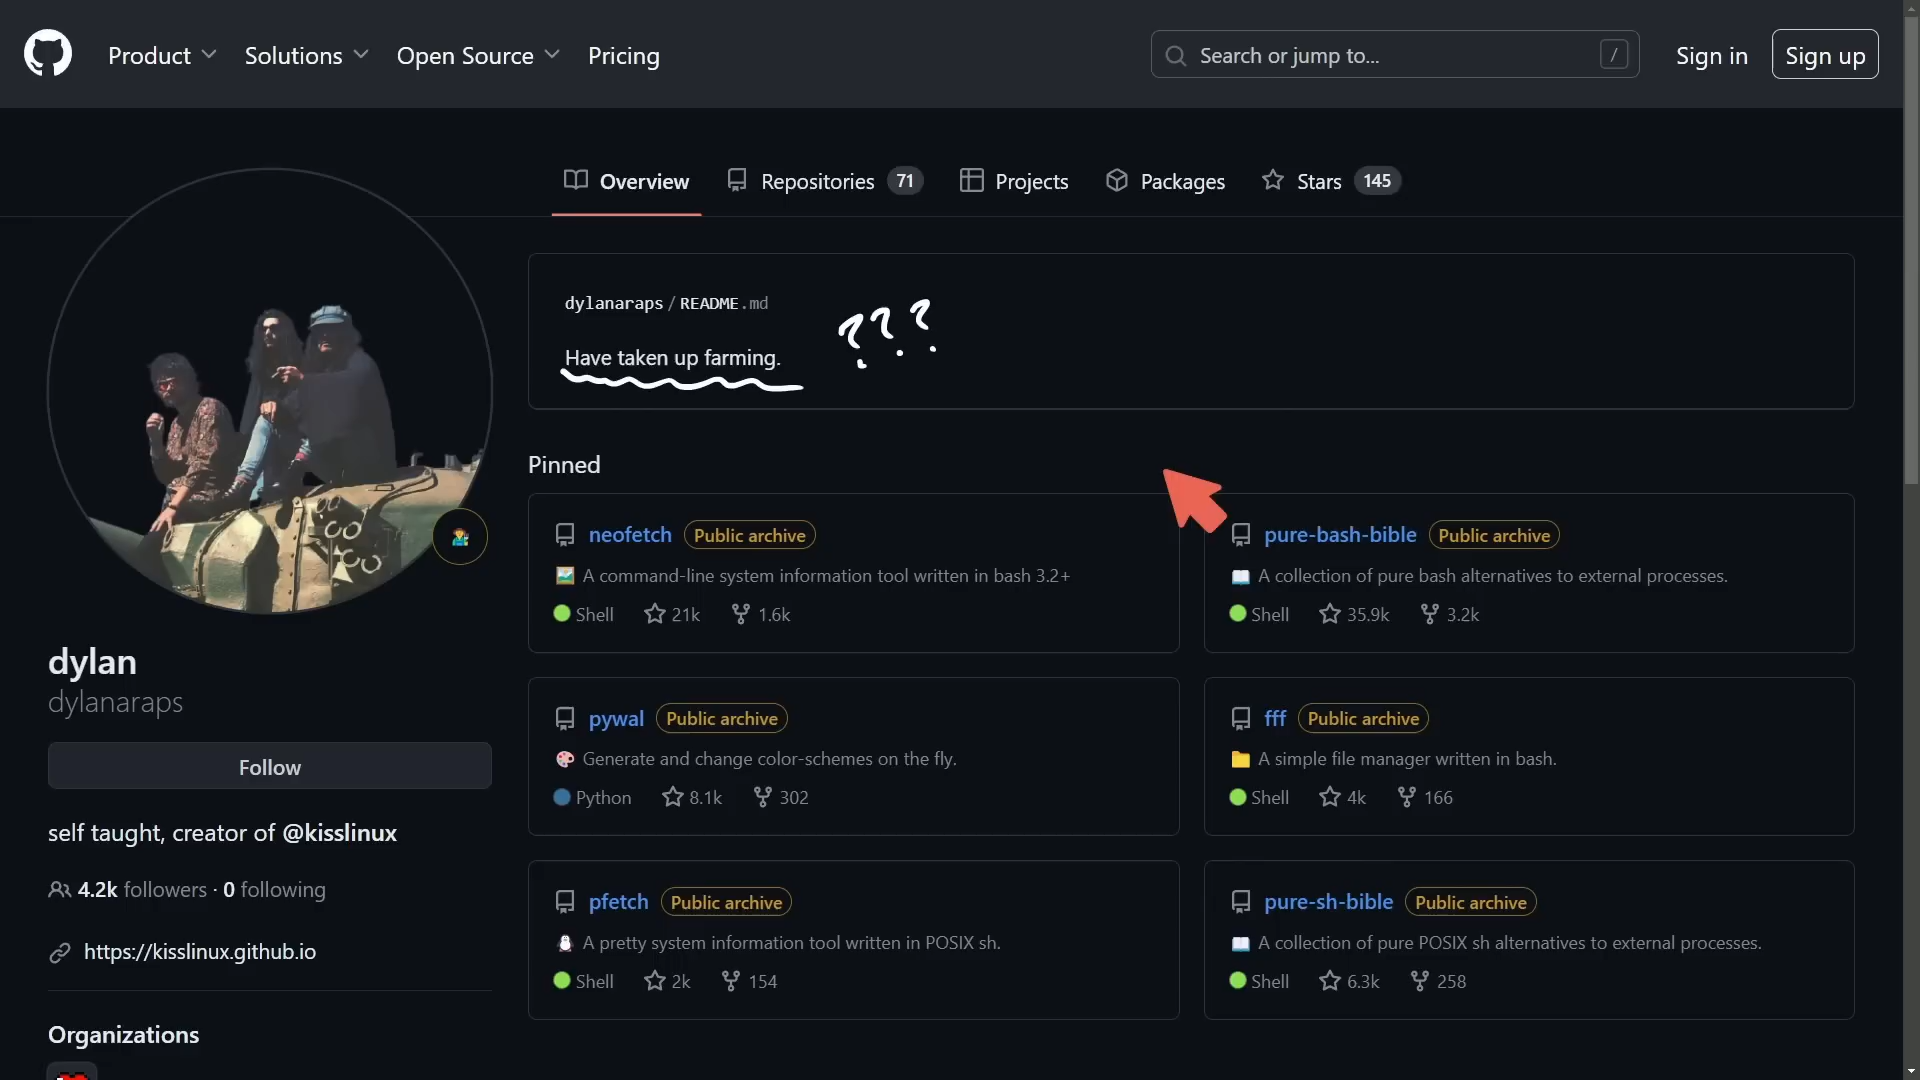 Product Solutions Open Source Pricing Search or jump to... / Sign in Sign up
Overview Repositories 71 Projects Packages Stars 145
dylanaraps/README.md
???
Have taken up farming.
Pinned
neofetch Public archive
🖼️ A command-line system information tool written in bash 3.2+
Shell 21k 1.6k
pure-bash-bible Public archive
📖 A collection of pure bash alternatives to external processes.
Shell 35.9k 3.2k
pywal Public archive
🎨 Generate and change color-schemes on the fly.
Python 8.1k 302
fff Public archive
📁 A simple file manager written in bash.
Shell 4k 166
pfetch Public archive
🐧 A pretty system information tool written in POSIX sh.
Shell 2k 154
pure-sh-bible Public archive
📖 A collection of pure POSIX sh alternatives to external processes.
Shell 6.3k 258
dylan
dylanaraps
Follow
self taught, creator of @kisslinux
4.2k followers · 0 following
https://kisslinux.github.io
Organizations